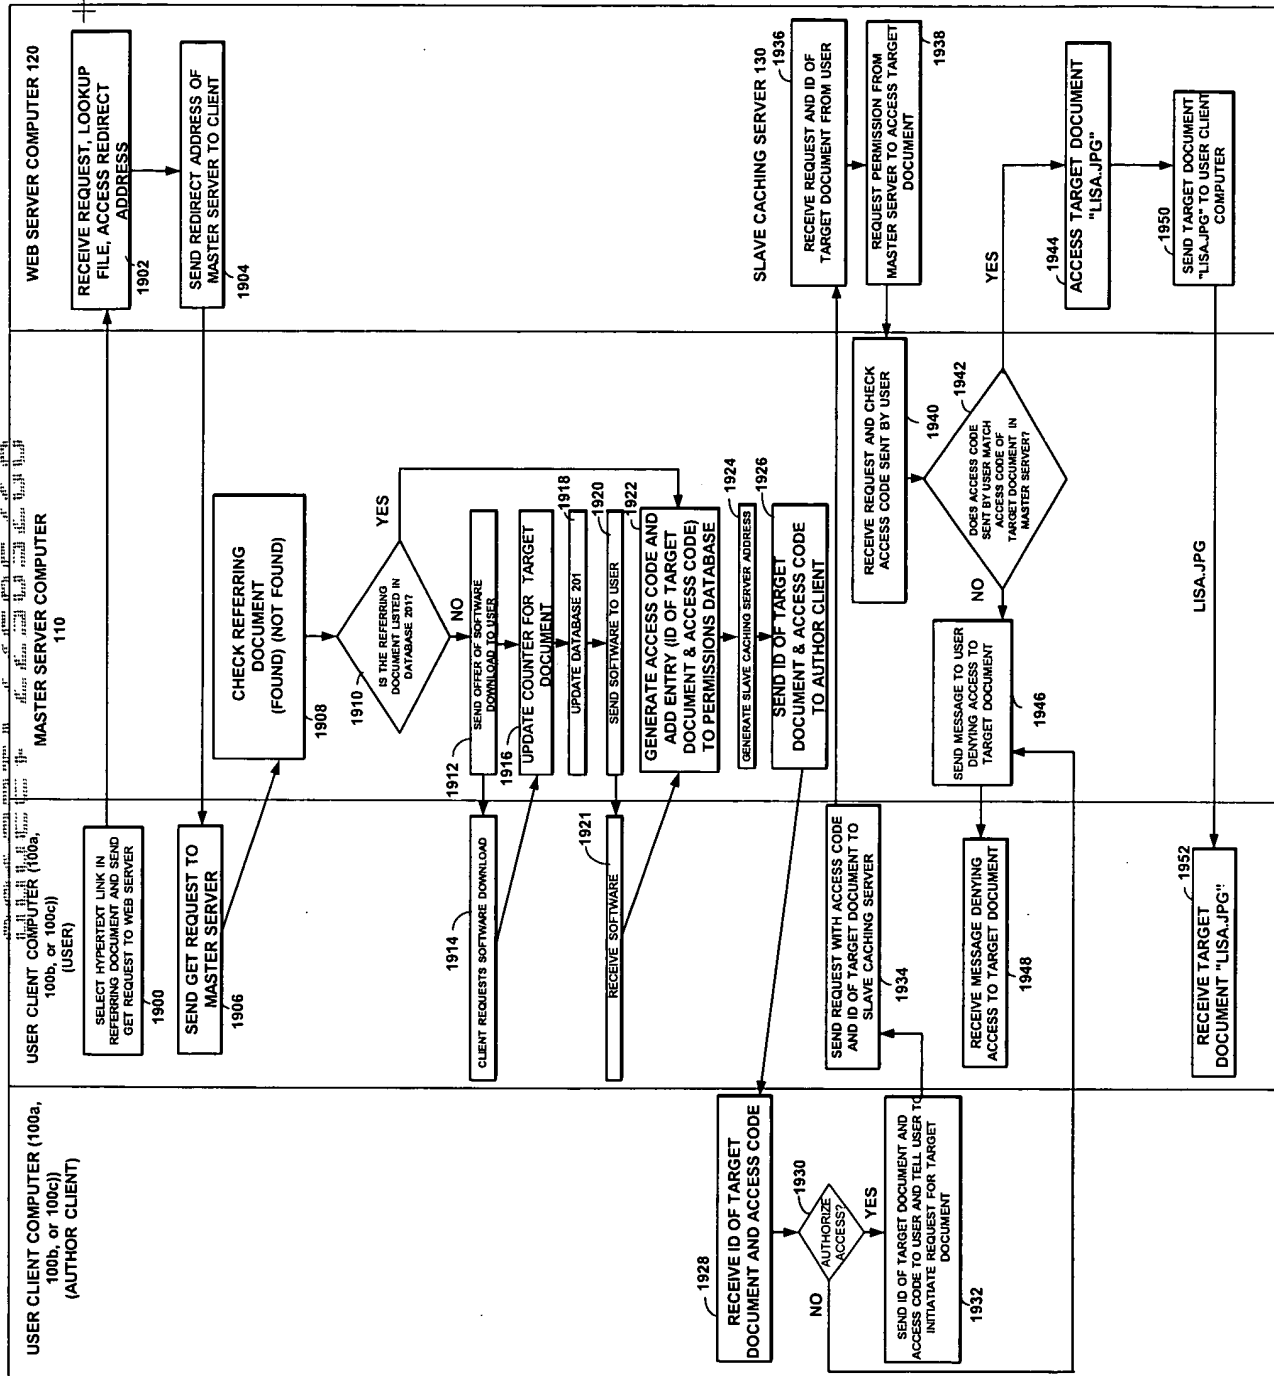 USER CLIENT COMPUTER (100a,
100b, or 100c))
(AUTHOR CLIENT)
USER CLIENT COMPUTER (100a,
100b, or 100c))
(USER)
MASTER SERVER COMPUTER
110
WEB SERVER COMPUTER 120
SELECT HYPERTEXT LINK IN
REFERRING DOCUMENT AND SEND
GET REQUEST TO WEB SERVER
1900
RECEIVE REQUEST, LOOKUP
FILE, ACCESS REDIRECT
ADDRESS
1902
SEND REDIRECT ADDRESS OF
MASTER SERVER TO CLIENT
1904
SEND GET REQUEST TO
MASTER SERVER
1906
CHECK REFERRING
DOCUMENT
(FOUND) (NOT FOUND)
1908
IS THE REFERRING
DOCUMENT LISTED IN
DATABASE 201?
1910
YES
NO
SEND OFFER OF SOFTWARE
DOWNLOAD TO USER
1912
1914
CLIENT REQUESTS SOFTWARE DOWNLOAD
1916
UPDATE COUNTER FOR TARGET
DOCUMENT
1918
UPDATE DATABASE 201
1920
SEND SOFTWARE TO USER
1921
RECEIVE SOFTWARE
1922
GENERATE ACCESS CODE AND
ADD ENTRY (ID OF TARGET
DOCUMENT & ACCESS CODE)
TO PERMISSIONS DATABASE
1924
GENERATE SLAVE CACHING SERVER ADDRESS
1926
SEND ID OF TARGET
DOCUMENT & ACCESS CODE
TO AUTHOR CLIENT
1928
RECEIVE ID OF TARGET
DOCUMENT AND ACCESS CODE
1930
AUTHORIZE
ACCESS?
NO
YES
SEND ID OF TARGET DOCUMENT AND
ACCESS CODE TO USER AND TELL USER TO
INITIATIATE REQUEST FOR TARGET
DOCUMENT
1932
SEND REQUEST WITH ACCESS CODE
AND ID OF TARGET DOCUMENT TO
SLAVE CACHING SERVER
1934
SLAVE CACHING SERVER 130
1936
RECEIVE REQUEST AND ID OF
TARGET DOCUMENT FROM USER
REQUEST PERMISSION FROM
MASTER SERVER TO ACCESS TARGET
DOCUMENT
1938
RECEIVE REQUEST AND CHECK
ACCESS CODE SENT BY USER
1940
1942
DOES ACCESS CODE
SENT BY USER MATCH
ACCESS CODE OF
TARGET DOCUMENT IN
MASTER SERVER?
YES
NO
1944
ACCESS TARGET DOCUMENT
"LISA.JPG"
SEND MESSAGE TO USER
DENYING ACCESS TO
TARGET DOCUMENT
1946
RECEIVE MESSAGE DENYING
ACCESS TO TARGET DOCUMENT
1948
1950
SEND TARGET DOCUMENT
"LISA.JPG" TO USER CLIENT
COMPUTER
LISA.JPG
1952
RECEIVE TARGET
DOCUMENT "LISA.JPG"